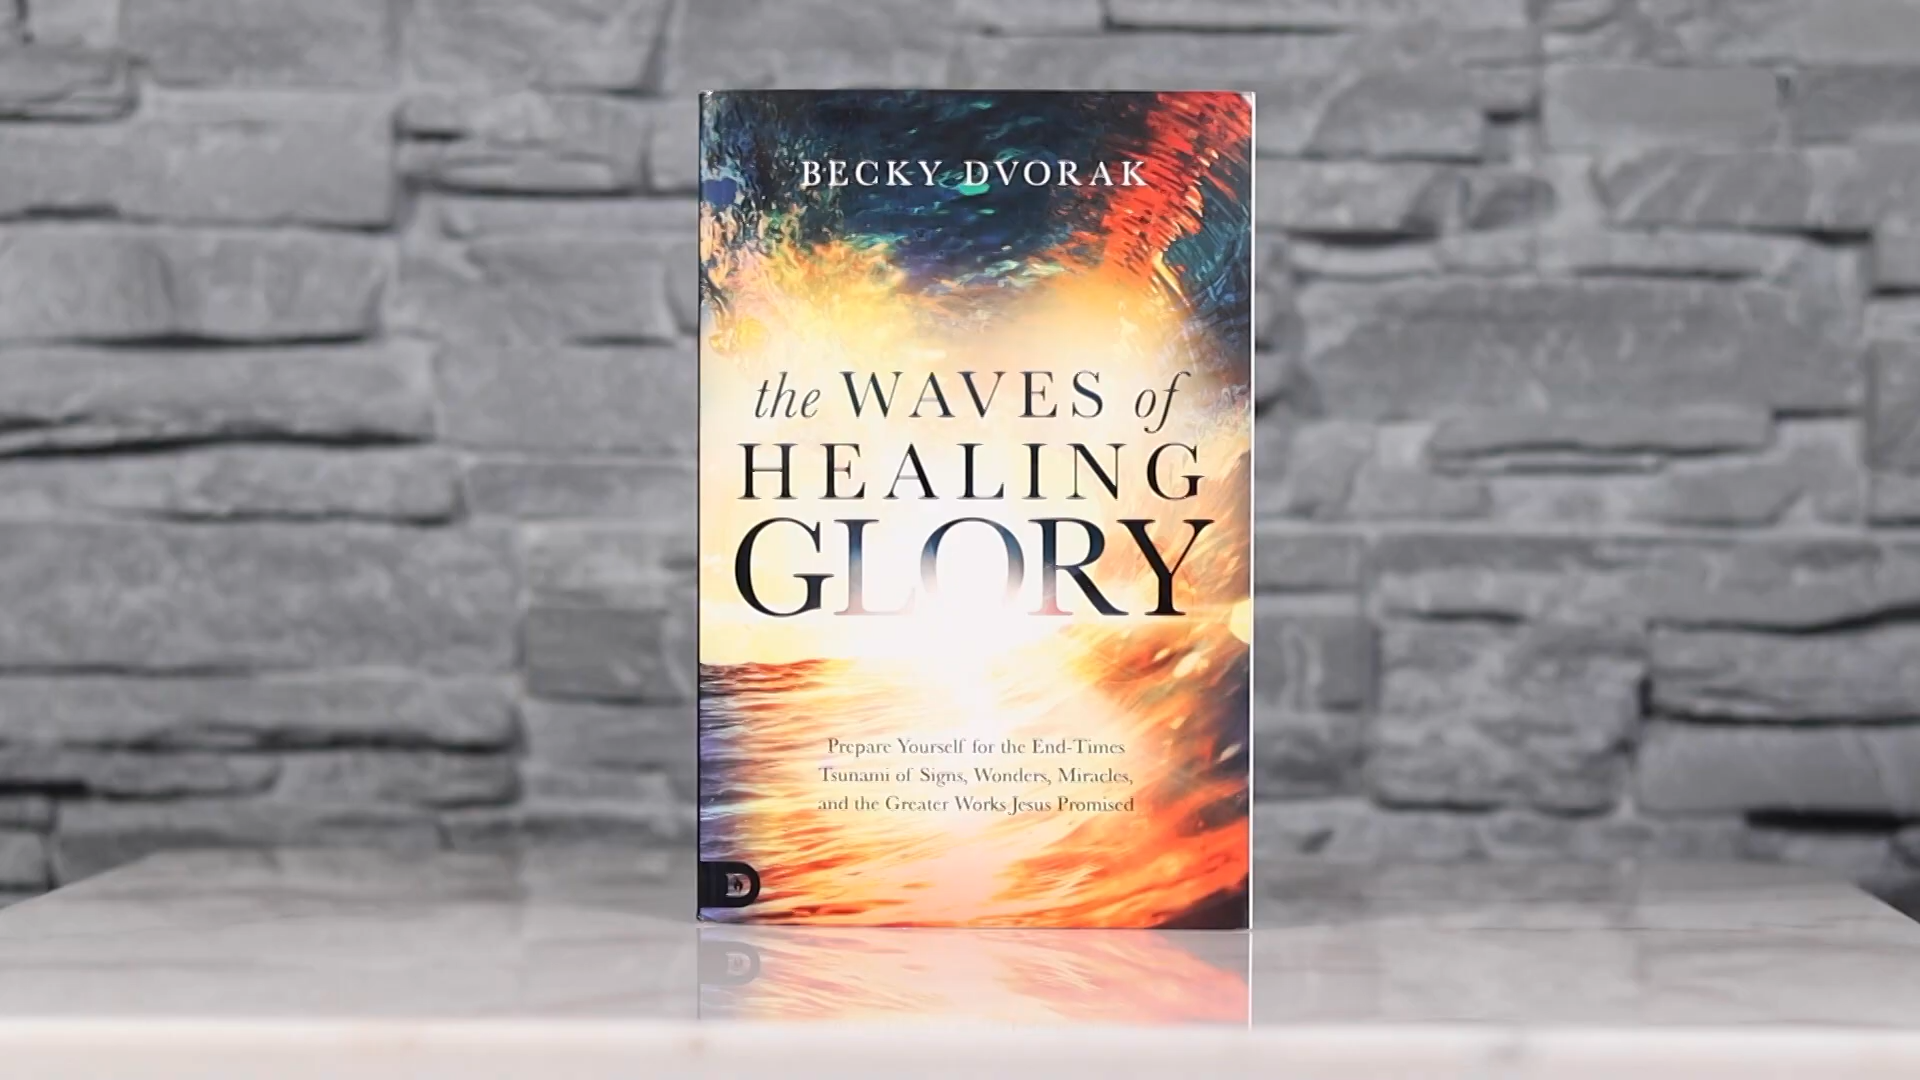 BECKY DVORAK
the WAVES of
HEALING
GLORY
Prepare Yourself for the End-Times
Tsunami of Signs, Wonders, Miracles,
and the Greater Works Jesus Promised
D